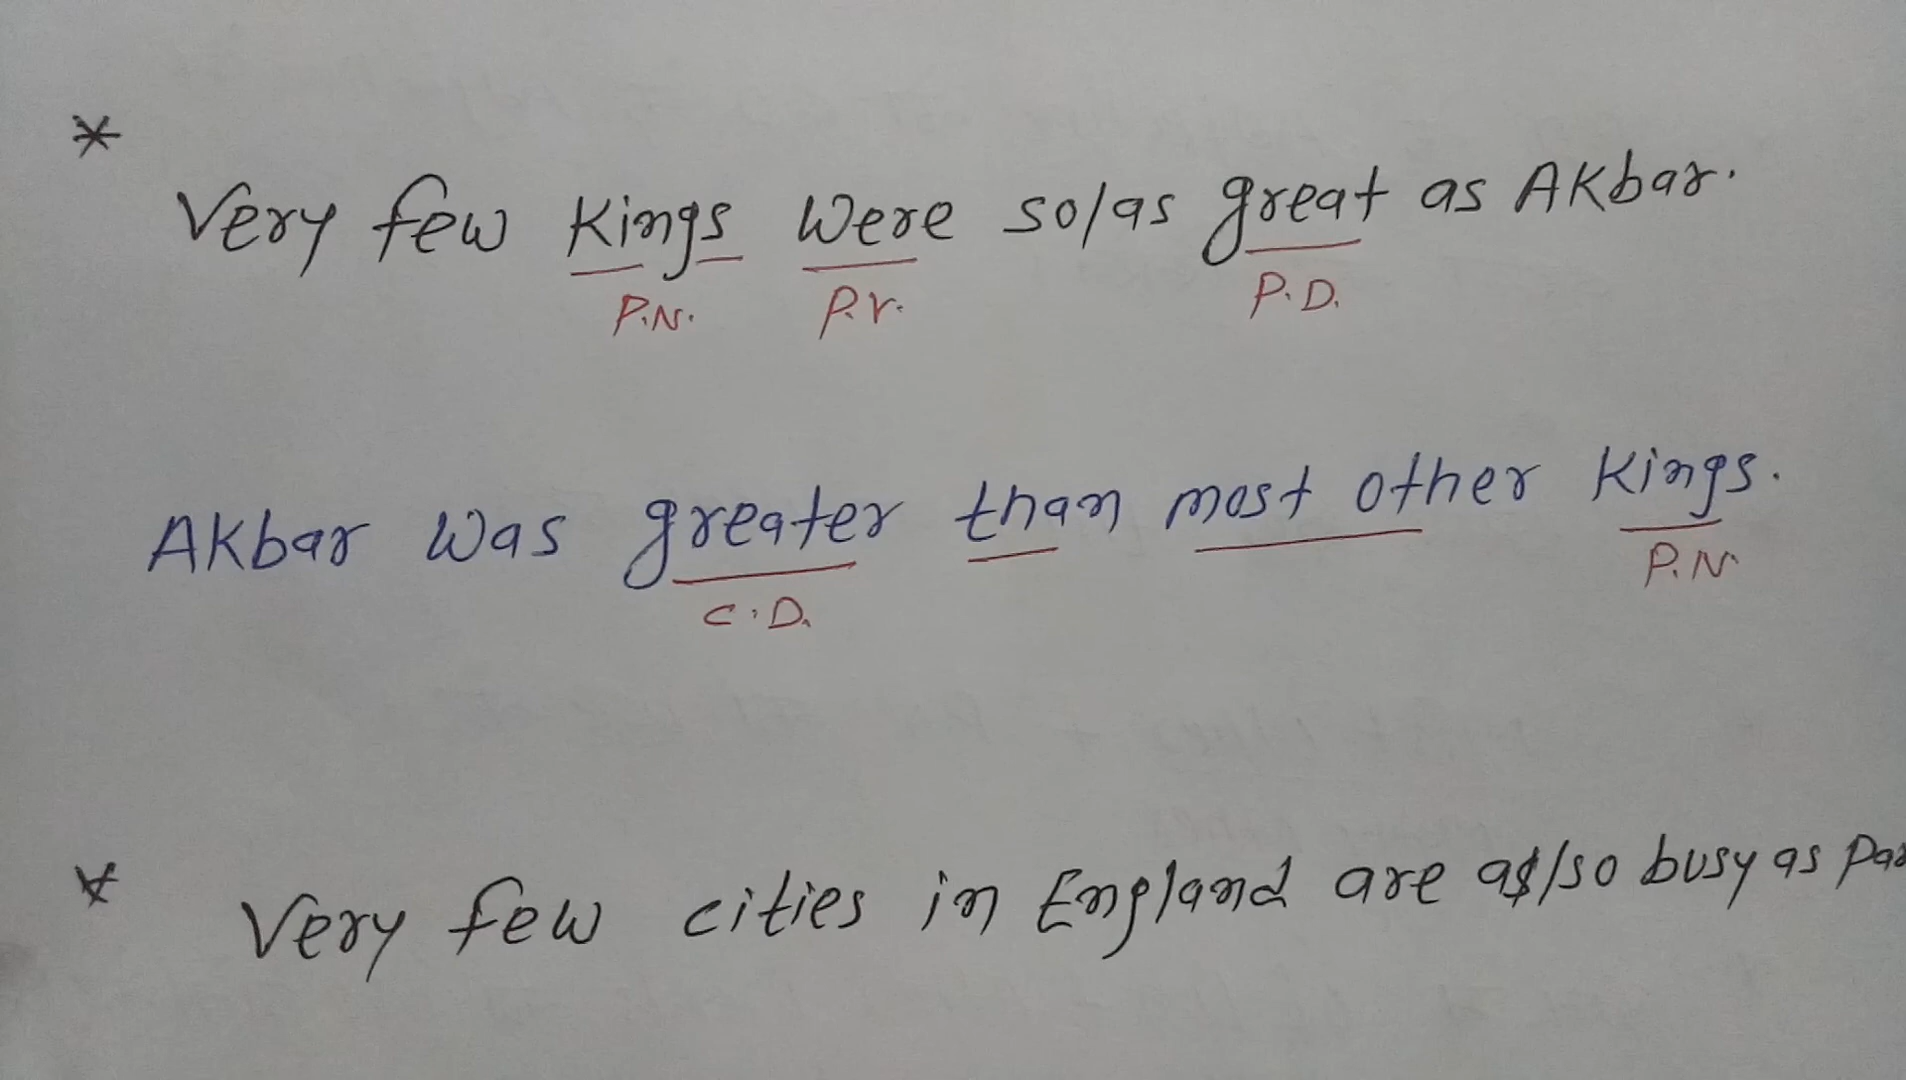 *
Very few Kings were so/as great as Akbar.
P.N. P.V. P.D.
Akbar was greater than most other kings.
C.D. P.N.
* Very few cities in England are as/so busy as